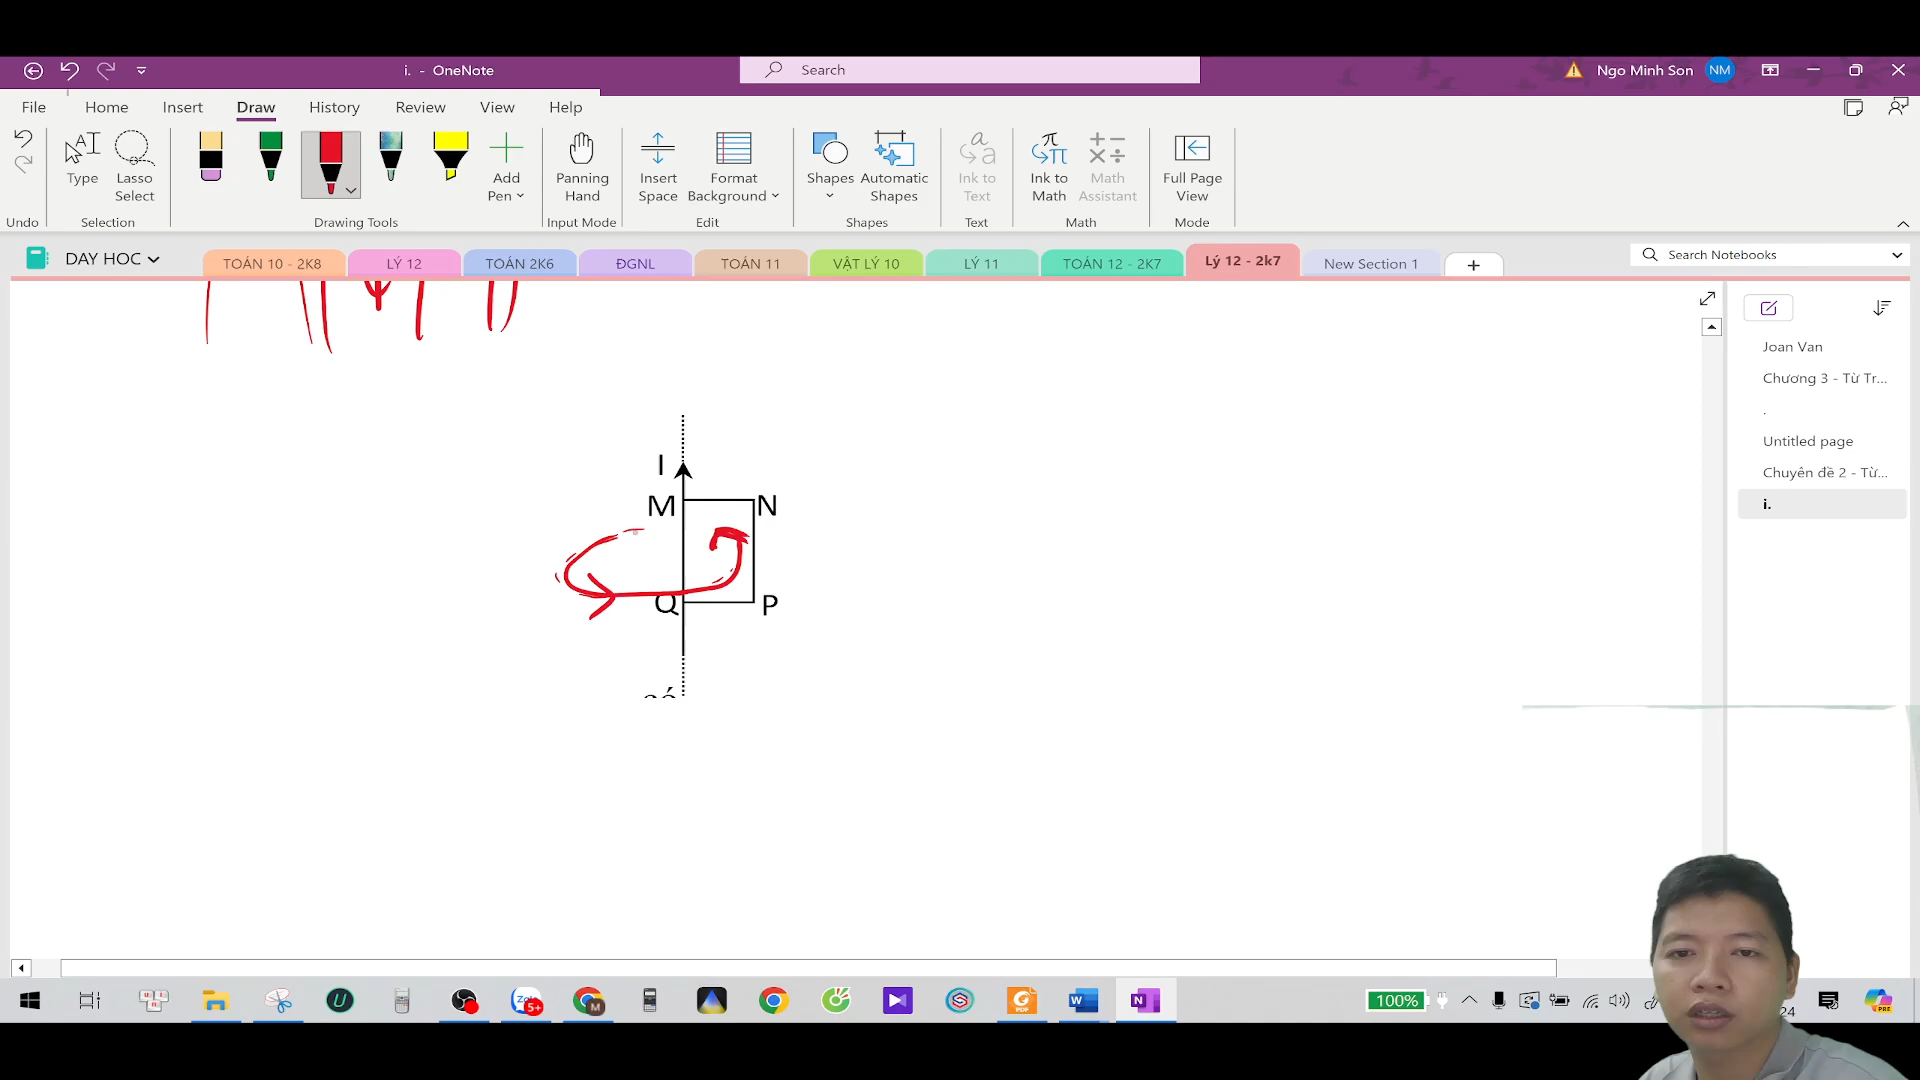 i. - OneNote
Search
Ngo Minh Son
NM
File
Home
Insert
Draw
History
Review
View
Help
Type
Lasso Select
Add Pen
Panning Hand
Insert Space
Format Background
Shapes
Automatic Shapes
Ink to Text
Ink to Math
Math Assistant
Full Page View
Undo
Selection
Drawing Tools
Input Mode
Edit
Shapes
Text
Math
Mode
DAY HOC
TOÁN 10 - 2K8
LÝ 12
TOÁN 2K6
ĐGNL
TOÁN 11
VẬT LÝ 10
LÝ 11
TOÁN 12 - 2K7
Lý 12 - 2k7
New Section 1
Search Notebooks
Joan Van
Chương 3 - Từ Tr...
.
Untitled page
Chuyên đề 2 - Từ...
i.
I
M
N
Q
P
100%
24